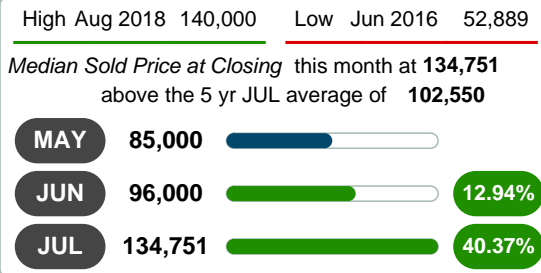 High Aug 2018 140,000 Low Jun 2016 52,889
Median Sold Price at Closing this month at 134,751
above the 5 yr JUL average of 102,550
MAY 85,000
JUN 96,000 12.94%
JUL 134,751 40.37%